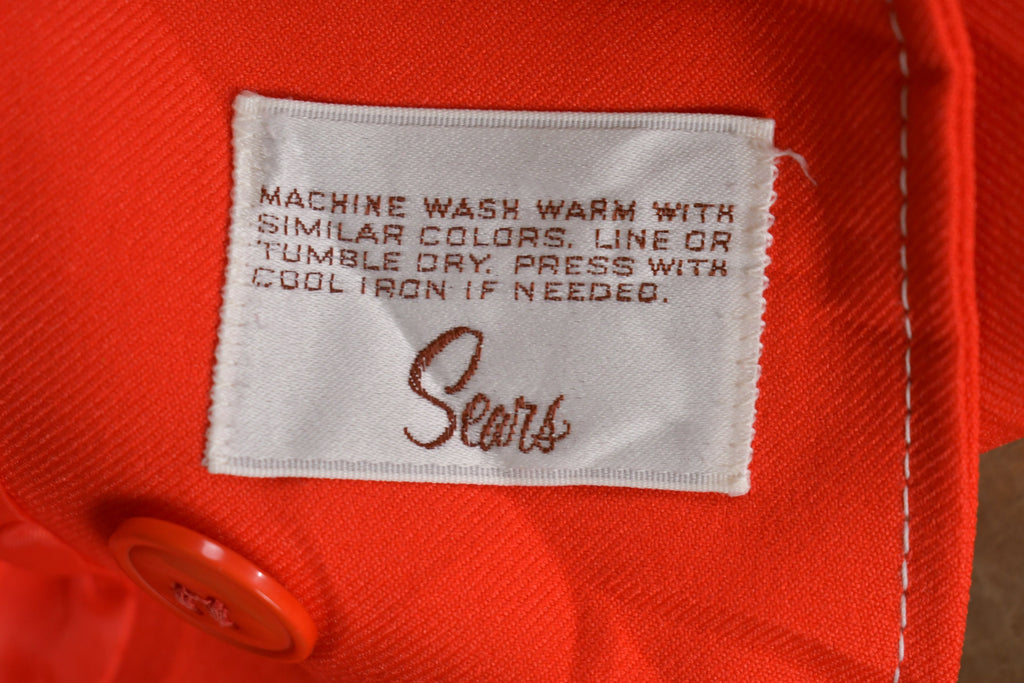 MACHINE WASH WARM WITH
SIMILAR COLORS. LINE OR
TUMBLE DRY. PRESS WITH
COOL IRON IF NEEDED.
Sears